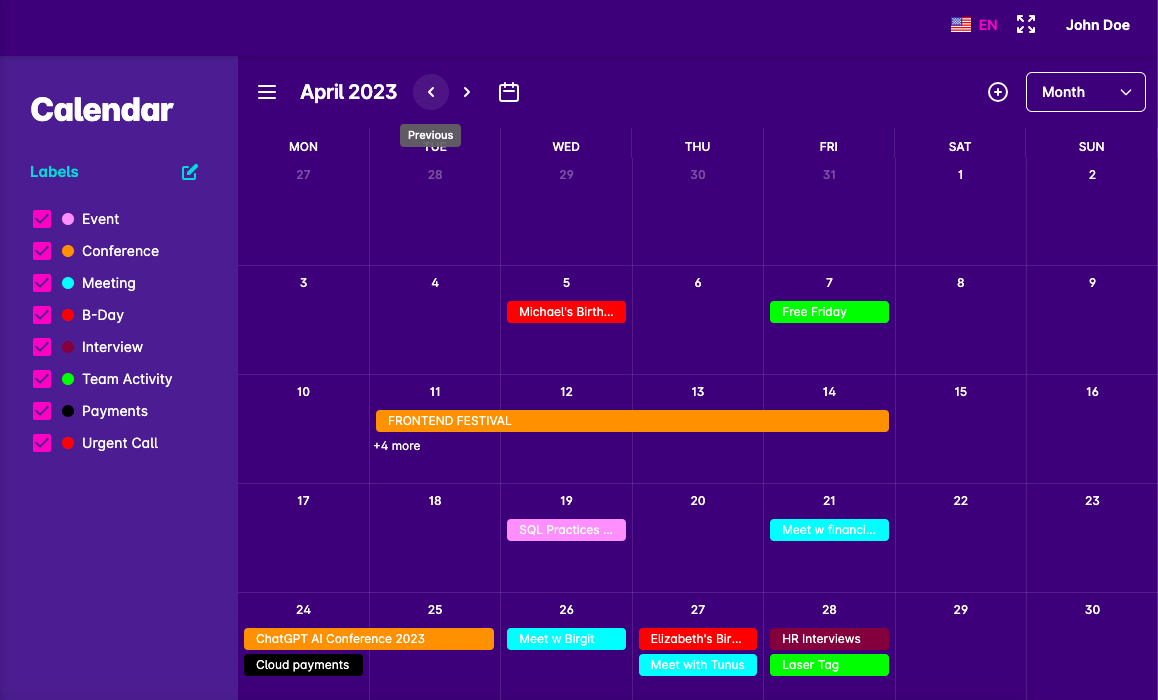 EN John Doe
Calendar
Labels
Event
Conference
Meeting
B-Day
Interview
Team Activity
Payments
Urgent Call
April 2023 Month
Previous
MON TUE WED THU FRI SAT SUN
27 28 29 30 31 1 2
3 4 5 6 7 8 9
Michael's Birth... Free Friday
10 11 12 13 14 15 16
FRONTEND FESTIVAL
+4 more
17 18 19 20 21 22 23
SQL Practices ... Meet w financi...
24 25 26 27 28 29 30
ChatGPT AI Conference 2023 Meet w Birgit Elizabeth's Bir... HR Interviews
Cloud payments Meet with Tunus Laser Tag